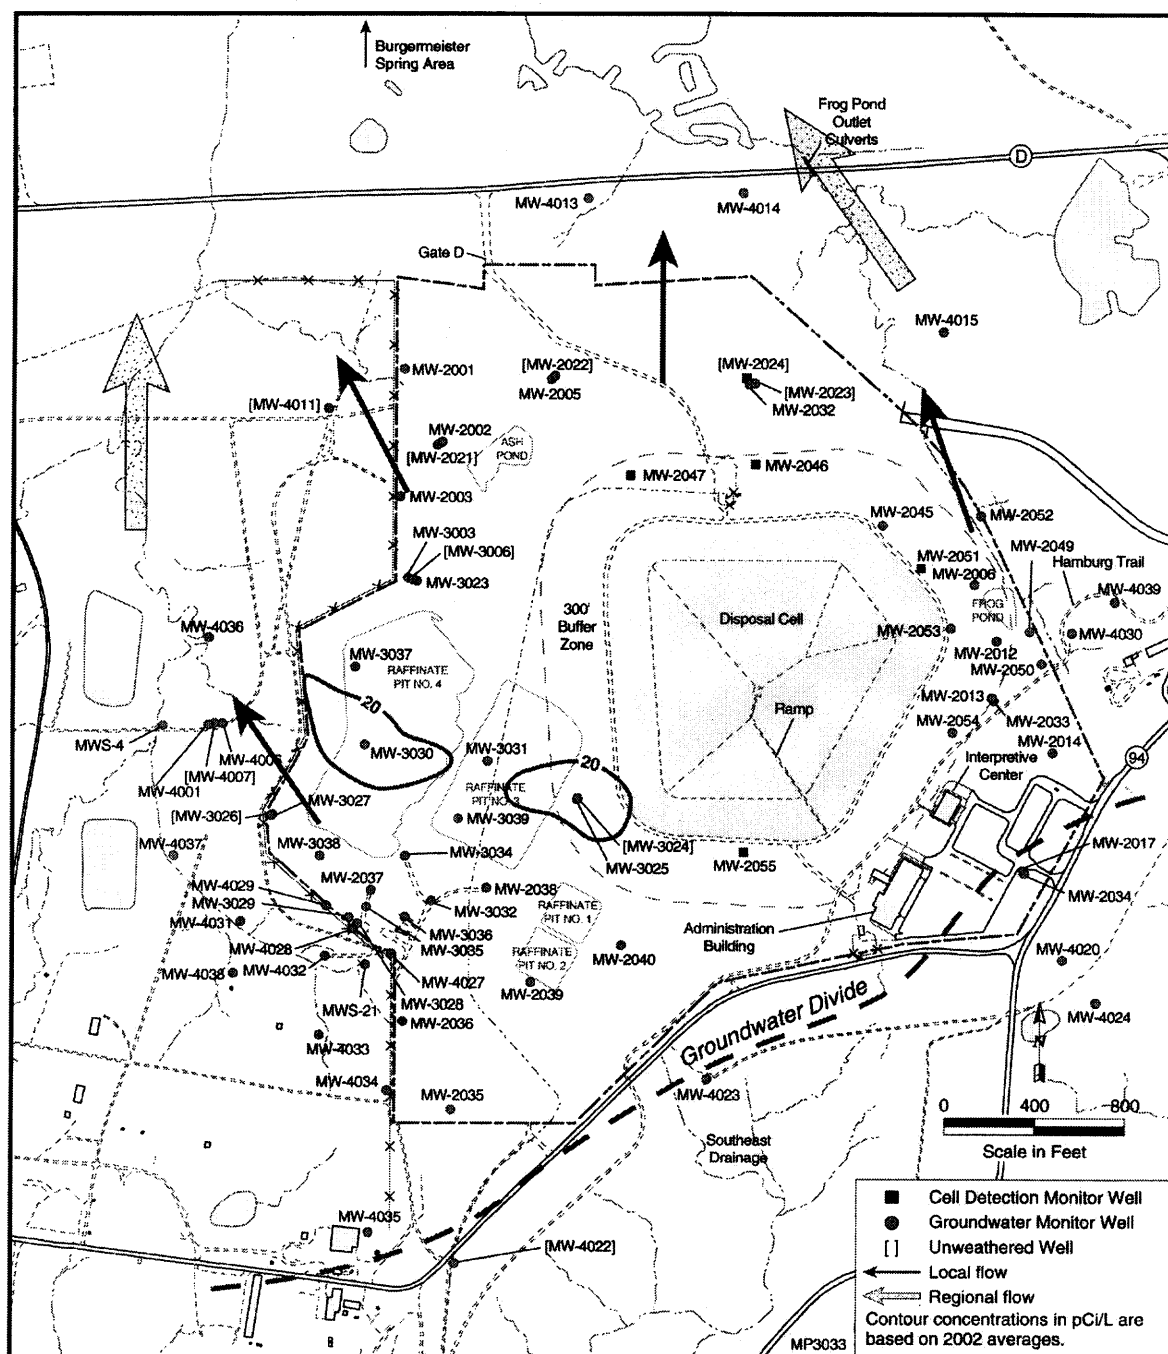 Burgermeister
Spring Area
Frog Pond
Outlet
Culverts
D
MW-4013
MW-4014
Gate D
MW-4015
MW-2001
[MW-2022]
MW-2005
[MW-2024]
[MW-2023]
MW-2032
[MW-4011]
MW-2002
[MW-2021]
ASH
POND
MW-2047
MW-2046
MW-2003
MW-2045
MW-2052
MW-3003
[MW-3006]
MW-3023
MW-2051
MW-2049
MW-2006
Hamburg Trail
MW-4039
300'
Buffer
Zone
Disposal Cell
FROG
POND
MW-4036
MW-2053
MW-4030
MW-2012
MW-2050
MW-3037
RAFFINATE
PIT NO. 4
20
MW-2013
Ramp
MW-2054
MW-2033
MW-2014
MWS-4
MW-3030
MW-3031
20
[MW-4007]
MW-4001
Interpretive
Center
94
RAFFINATE
PIT NO. 3
MW-3027
[MW-3026]
MW-3039
[MW-3024]
MW-3025
MW-4037
MW-3038
MW-3034
MW-2055
MW-2017
MW-2037
MW-2038
MW-2034
MW-4029
MW-3029
MW-3032
RAFFINATE
PIT NO. 1
MW-4031
MW-3036
Administration
Building
MW-4028
MW-3035
RAFFINATE
PIT NO. 2
MW-2040
MW-4020
MW-4038
MW-4032
MW-4027
MW-2039
MWS-21
MW-3028
MW-2036
Groundwater Divide
MW-4024
MW-4033
N
MW-4034
MW-2035
MW-4023
0 400 800
Scale in Feet
Southeast
Drainage
MW-4035
[MW-4022]
Cell Detection Monitor Well
Groundwater Monitor Well
[ ] Unweathered Well
Local flow
Regional flow
Contour concentrations in pCi/L are
based on 2002 averages.
MP3033